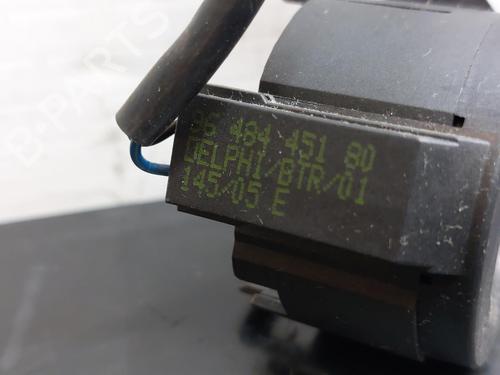 96 484 451 80
DELPHI/BTR/01
145/05 E
B-PARTS